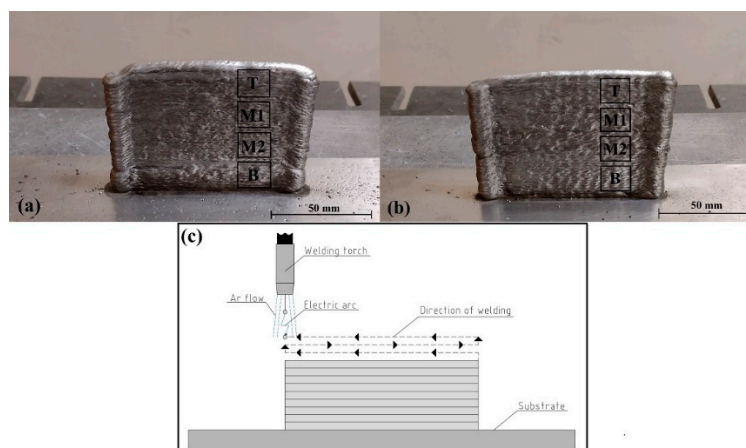 T
M1
M2
B
(a)
50 mm
T
M1
M2
B
(b)
50 mm
(c)
Welding torch
Ar flow
Electric arc
Direction of welding
Substrate